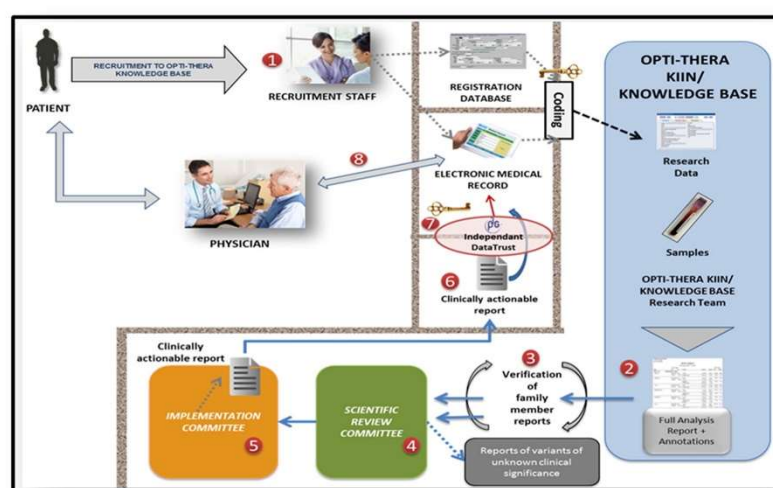 RECRUITMENT TO OPTI-THERA
KNOWLEDGE BASE
PATIENT
1
RECRUITMENT STAFF
REGISTRATION
DATABASE
Coding
OPTI-THERA
KIIN/
KNOWLEDGE BASE
Research
Data
Samples
OPTI-THERA KIIN/
KNOWLEDGE BASE
Research Team
8
PHYSICIAN
ELECTRONIC MEDICAL
RECORD
7
Independant
DataTrust
6
Clinically actionable
report
Clinically
actionable report
IMPLEMENTATION
COMMITTEE
5
SCIENTIFIC
REVIEW
COMMITTEE
4
3
Verification
of
family
member
reports
Reports of variants of
unknown clinical
significance
2
Full Analysis
Report +
Annotations